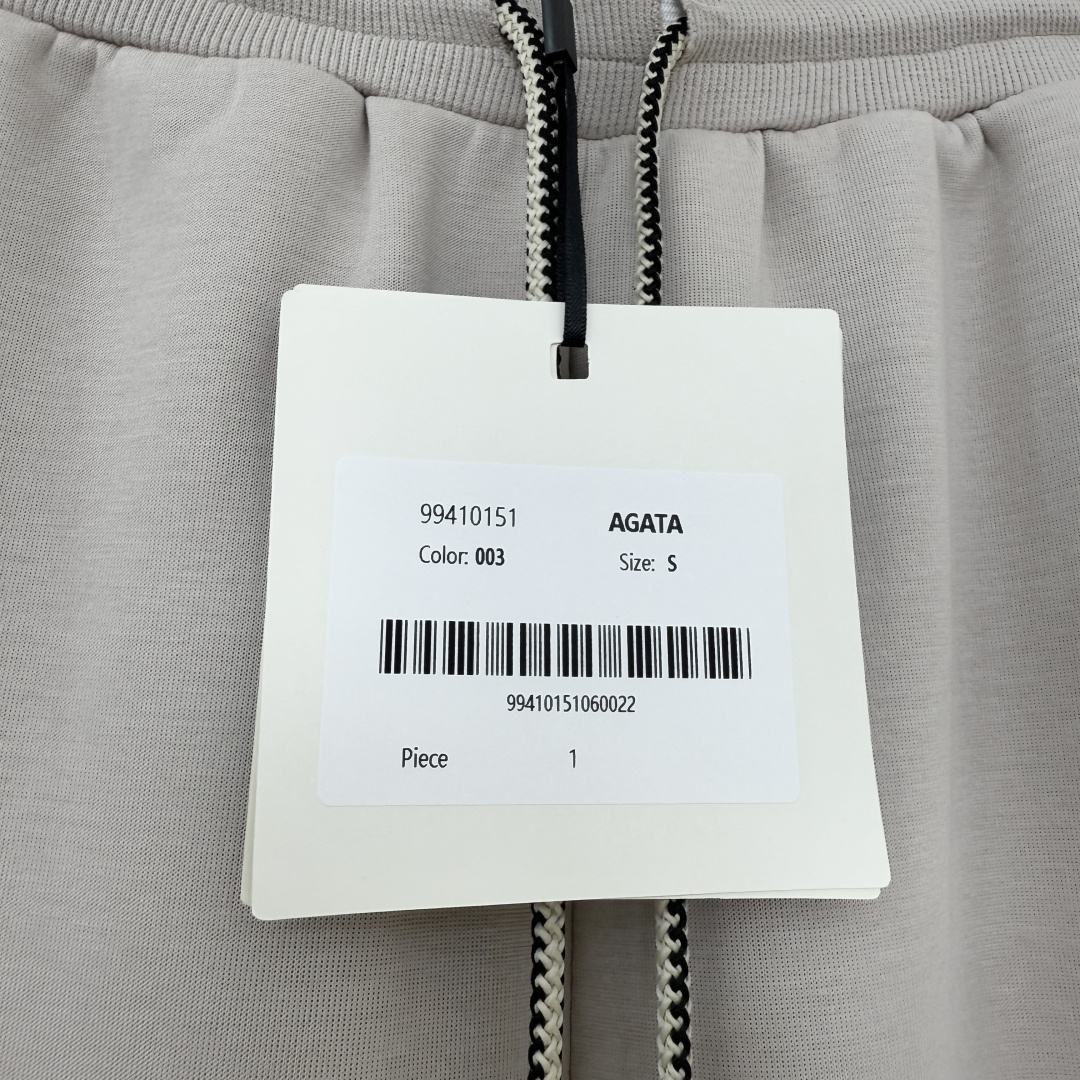 99410151 AGATA
Color: 003 Size: S
99410151060022
Piece 1